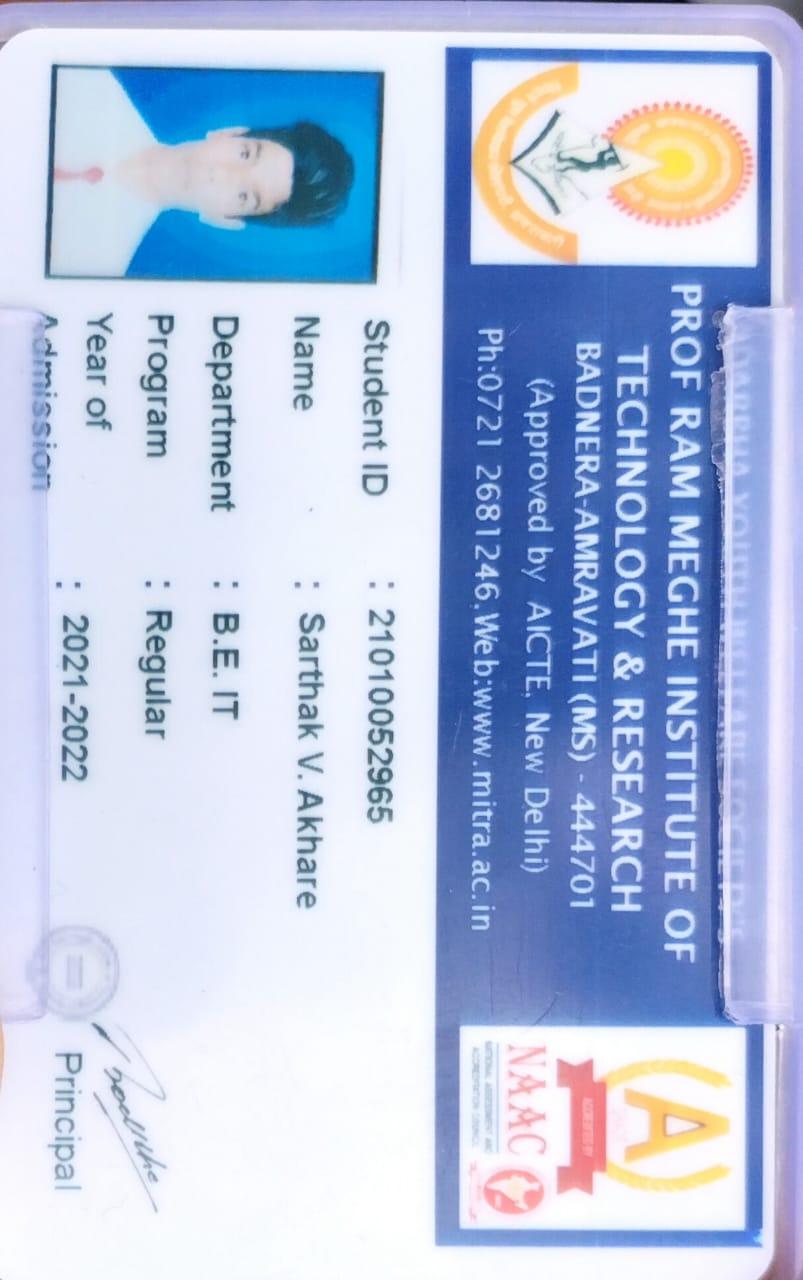 VIDARBHA YOUTH WELFARE SOCIETY'S
PROF RAM MEGHE INSTITUTE OF
TECHNOLOGY & RESEARCH
BADNERA-AMRAVATI (MS) - 444701
(Approved by AICTE, New Delhi)
Ph:0721 2681246,Web:www.mitra.ac.in
A
ACCREDITED BY
NAAC
NATIONAL ASSESSMENT AND
ACCREDITATION COUNCIL
Student ID : 21010052965
Name : Sarthak V. Akhare
Department : B.E. IT
Program : Regular
Year of
Admission : 2021-2022
Principal